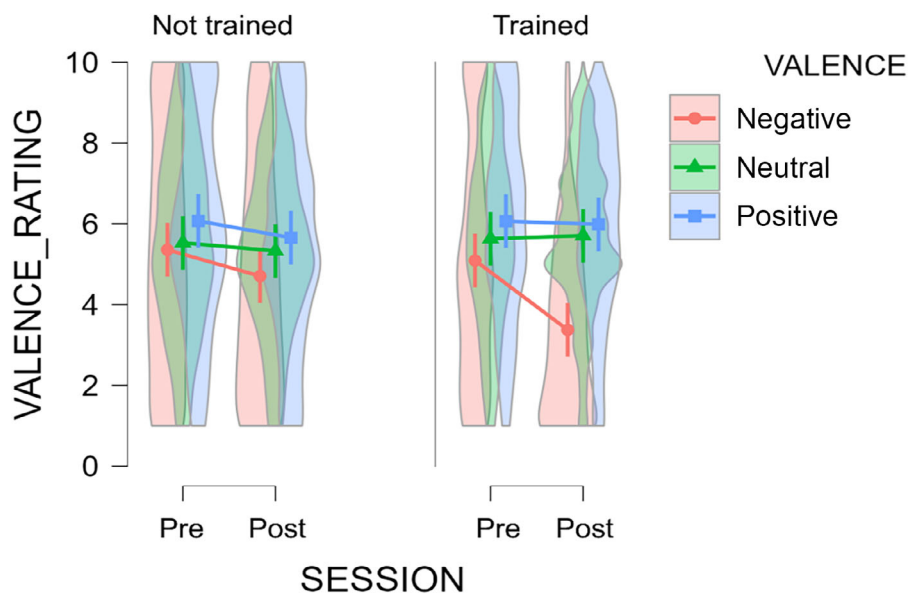 Not trained
Trained
VALENCE_RATING
10
8
6
4
2
0
Pre
Post
Pre
Post
SESSION
VALENCE
Negative
Neutral
Positive